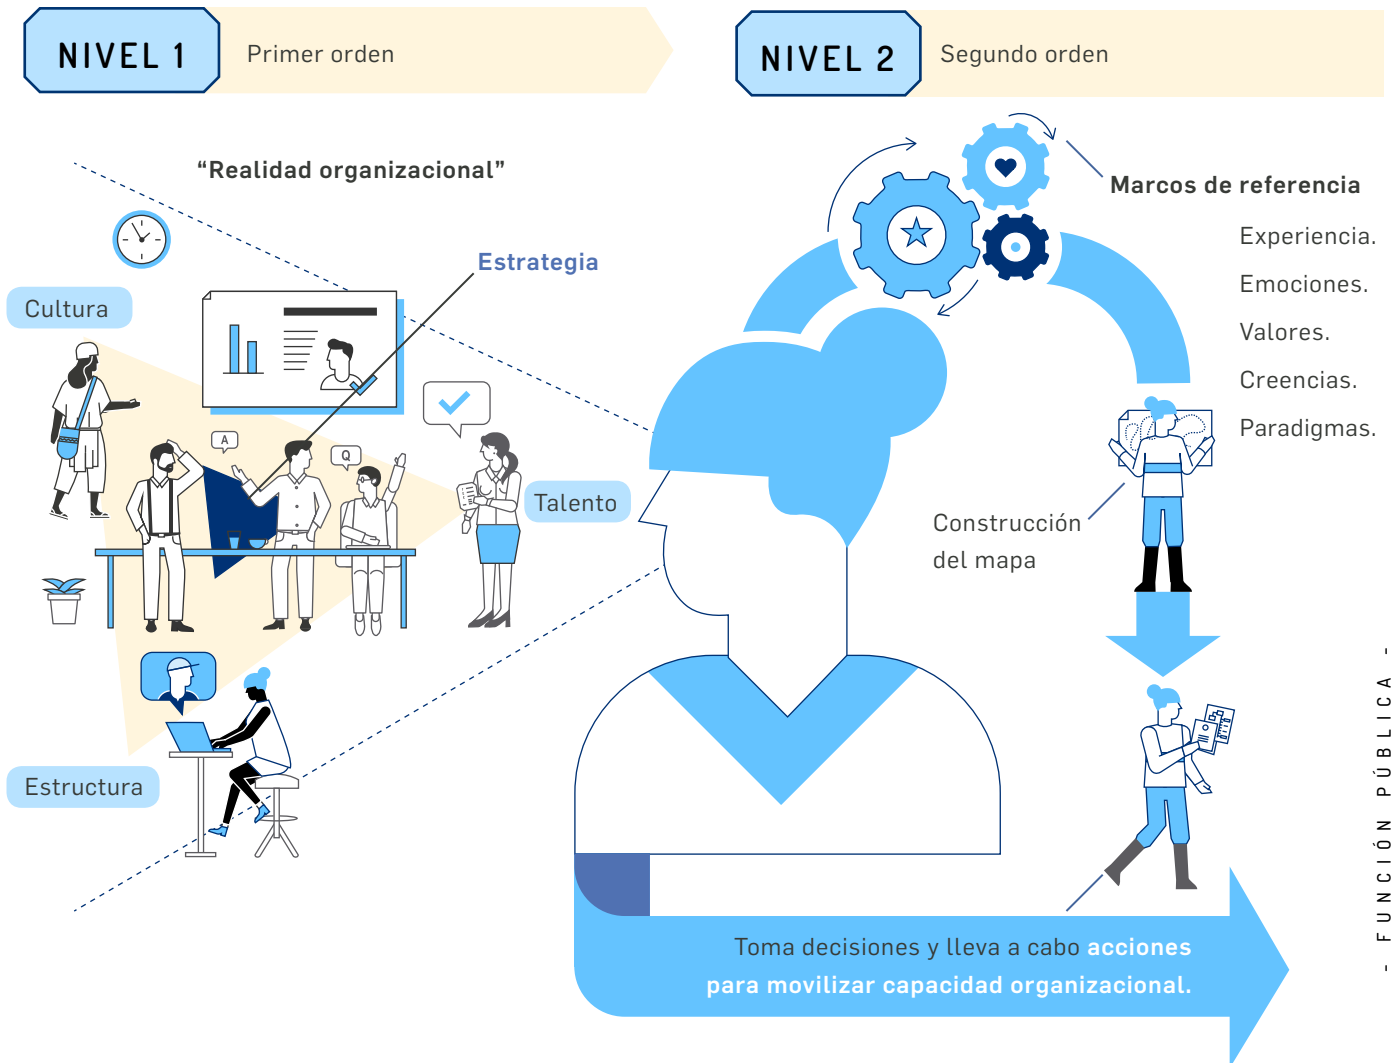 NIVEL 1
Primer orden
NIVEL 2
Segundo orden
“Realidad organizacional”
Estrategia
Cultura
A
Q
Talento
Estructura
Marcos de referencia
Experiencia.
Emociones.
Valores.
Creencias.
Paradigmas.
Construcción
del mapa
Toma decisiones y lleva a cabo acciones
para movilizar capacidad organizacional.
- FUNCIÓN PÚBLICA -